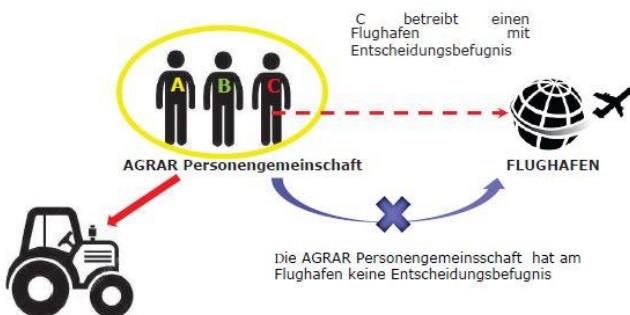 C betreibt einen
Flughafen mit
Entscheidungsbefugnis
A B C
AGRAR Personengemeinschaft
FLUGHAFEN
Die AGRAR Personengemeinsschaft hat am
Flughafen keine Entscheidungsbefugnis